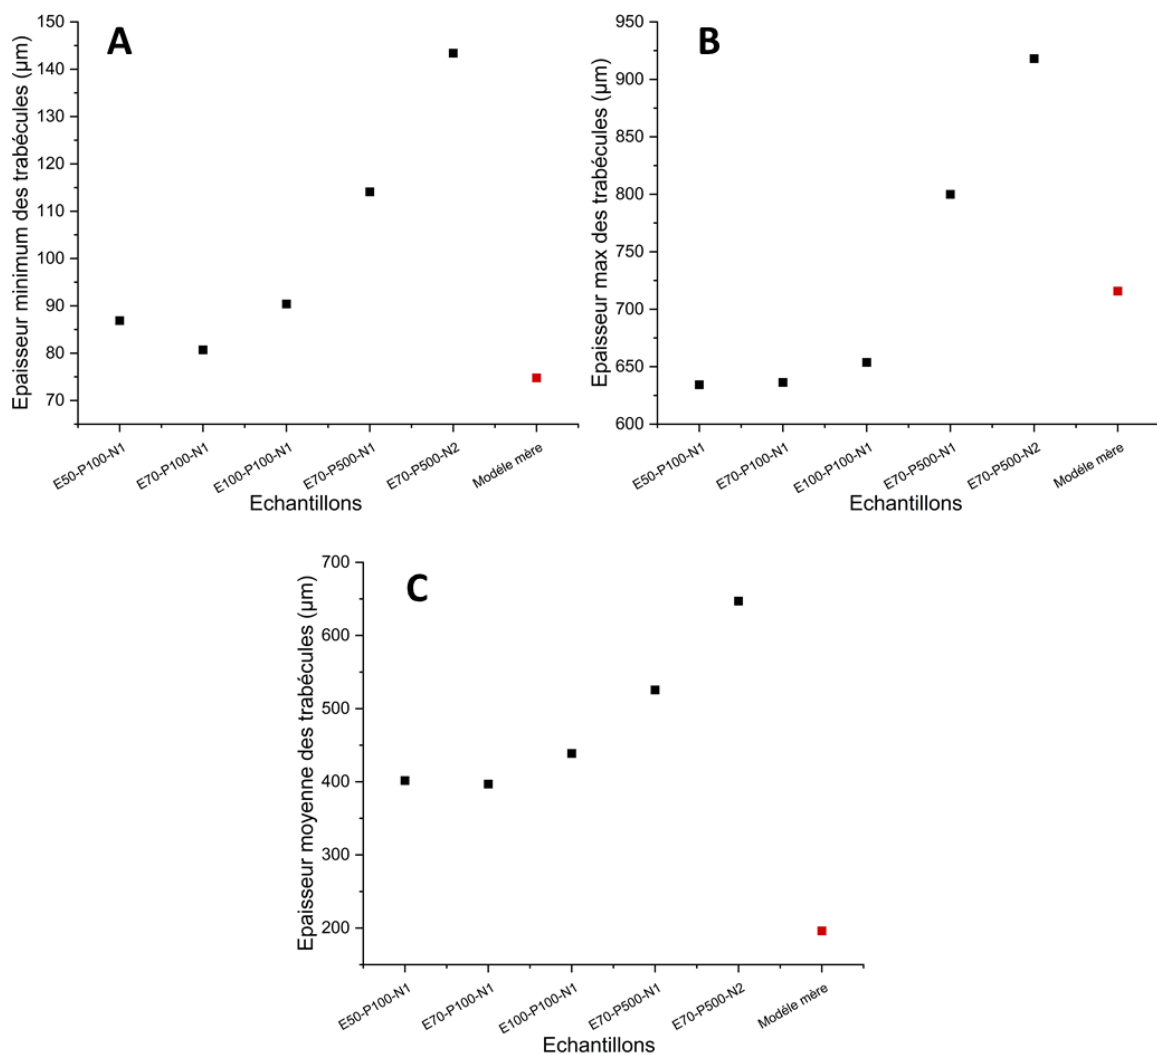 A
Epaisseur minimum des trabécules (µm)
150
140
130
120
110
100
90
80
70
E50-P100-N1
E70-P100-N1
E100-P100-N1
E70-P500-N1
E70-P500-N2
Modéle mère
Echantillons
B
Epaisseur max des trabécules (µm)
950
900
850
800
750
700
650
600
E50-P100-N1
E70-P100-N1
E100-P100-N1
E70-P500-N1
E70-P500-N2
Modéle mère
Echantillons
C
Epaisseur moyenne des trabécules (µm)
700
600
500
400
300
200
E50-P100-N1
E70-P100-N1
E100-P100-N1
E70-P500-N1
E70-P500-N2
Modéle mère
Echantillons